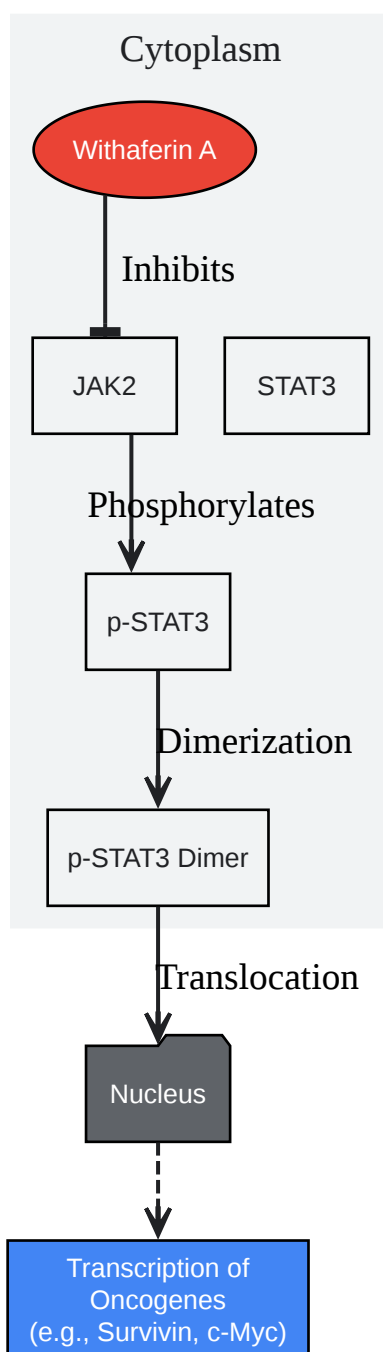 Cytoplasm
Withaferin A
Inhibits
JAK2
STAT3
Phosphorylates
p-STAT3
Dimerization
p-STAT3 Dimer
Translocation
Nucleus
Transcription of
Oncogenes
(e.g., Survivin, c-Myc)